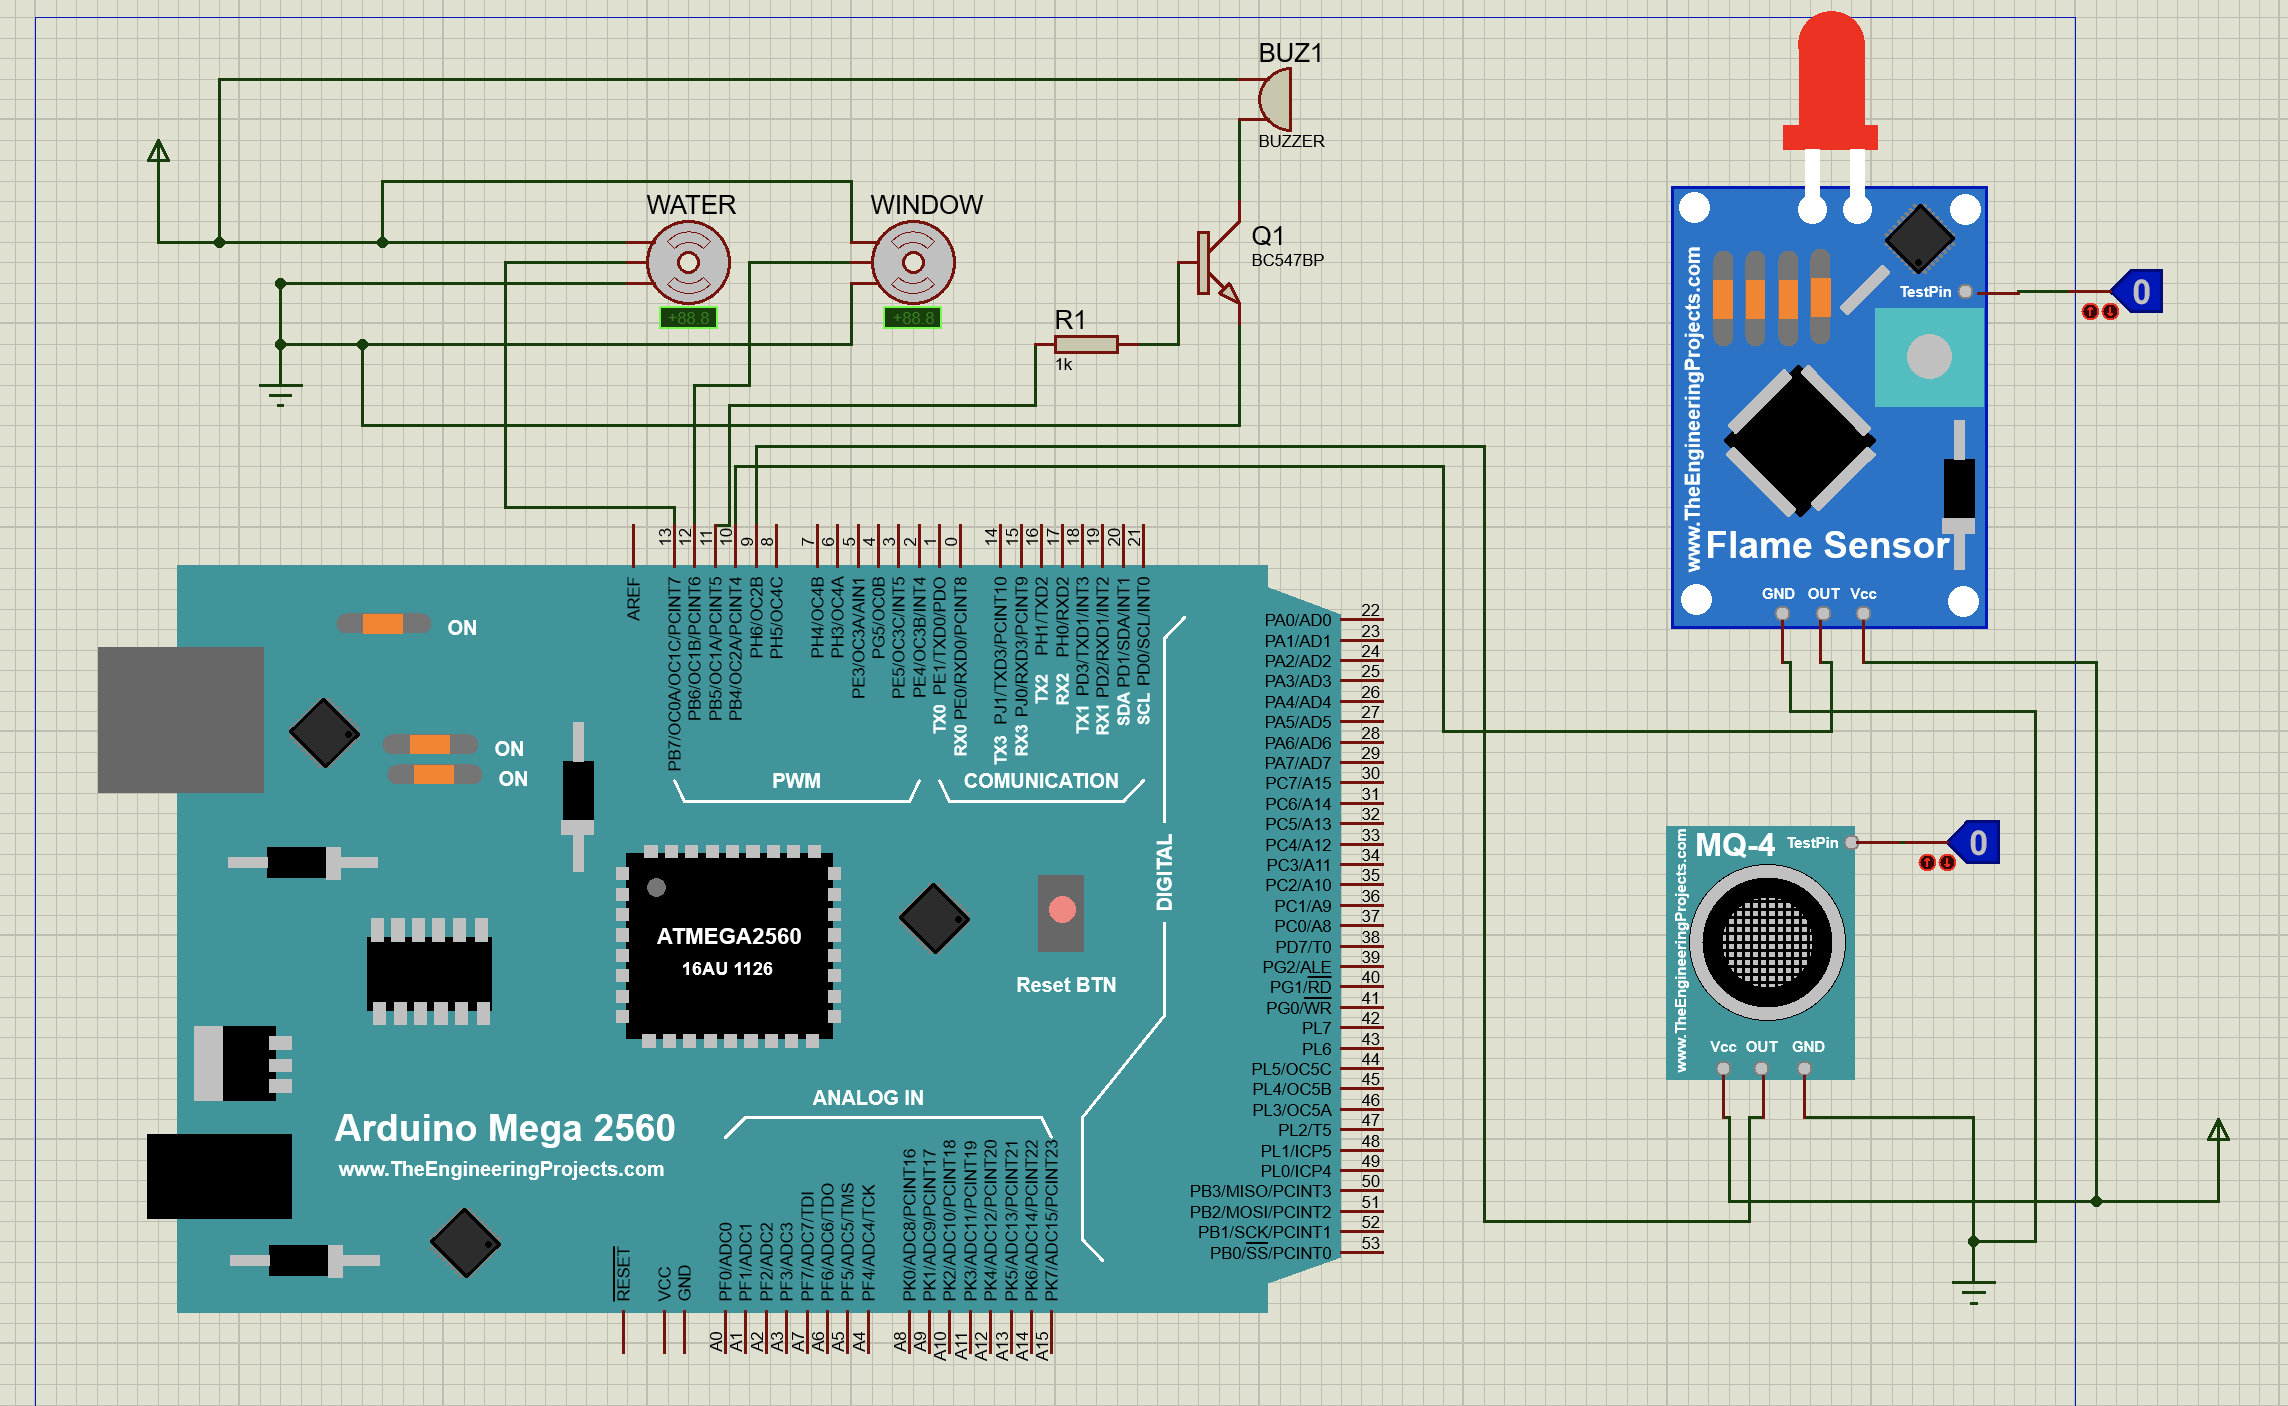 BUZ1
BUZZER
WATER
WINDOW
+88.8
+88.8
Q1
BC547BP
R1
1k
www.TheEngineeringProjects.com
TestPin
0
Flame Sensor
GND OUT Vcc
13
12
11
10
9
8
7
6
5
4
3
2
1
0
14
15
16
17
18
19
20
21
AREF
PB7/OC0A/OC1C/PCINT7
PB6/OC1B/PCINT6
PB5/OC1A/PCINT5
PB4/OC2A/PCINT4
PH6/OC2B
PH5/OC4C
PH4/OC4B
PH3/OC4A
PE3/OC3A/AIN1
PG5/OC0B
PE5/OC3C/INT5
PE4/OC3B/INT4
TX0 PE1/TXD0/PDO
RX0 PE0/RXD0/PCINT8
TX3 PJ1/TXD3/PCINT10
RX3 PJ0/RXD3/PCINT9
TX2 PH1/TXD2
RX2 PH0/RXD2
TX1 PD3/TXD1/INT3
RX1 PD2/RXD1/INT2
SDA PD1/SDA/INT1
SCL PD0/SCL/INT0
ON
ON
ON
PWM
COMUNICATION
DIGITAL
PA0/AD0 22
PA1/AD1 23
PA2/AD2 24
PA3/AD3 25
PA4/AD4 26
PA5/AD5 27
PA6/AD6 28
PA7/AD7 29
PC7/A15 30
PC6/A14 31
PC5/A13 32
PC4/A12 33
PC3/A11 34
PC2/A10 35
PC1/A9 36
PC0/A8 37
PD7/T0 38
PG2/ALE 39
PG1/RD 40
PG0/WR 41
PL7 42
PL6 43
PL5/OC5C 44
PL4/OC5B 45
PL3/OC5A 46
PL2/T5 47
PL1/ICP5 48
PL0/ICP4 49
PB3/MISO/PCINT3 50
PB2/MOSI/PCINT2 51
PB1/SCK/PCINT1 52
PB0/SS/PCINT0 53
ATMEGA2560
16AU 1126
Reset BTN
ANALOG IN
Arduino Mega 2560
www.TheEngineeringProjects.com
RESET
VCC
GND
PF0/ADC0
PF1/ADC1
PF2/ADC2
PF3/ADC3
PF7/ADC7/TDI
PF6/ADC6/TDO
PF5/ADC5/TMS
PF4/ADC4/TCK
PK0/ADC8/PCINT16
PK1/ADC9/PCINT17
PK2/ADC10/PCINT18
PK3/ADC11/PCINT19
PK4/ADC12/PCINT20
PK5/ADC13/PCINT21
PK6/ADC14/PCINT22
PK7/ADC15/PCINT23
A0
A1
A2
A3
A7
A6
A5
A4
A8
A9
A10
A11
A12
A13
A14
A15
www.TheEngineeringProjects.com
MQ-4
TestPin
0
Vcc OUT GND